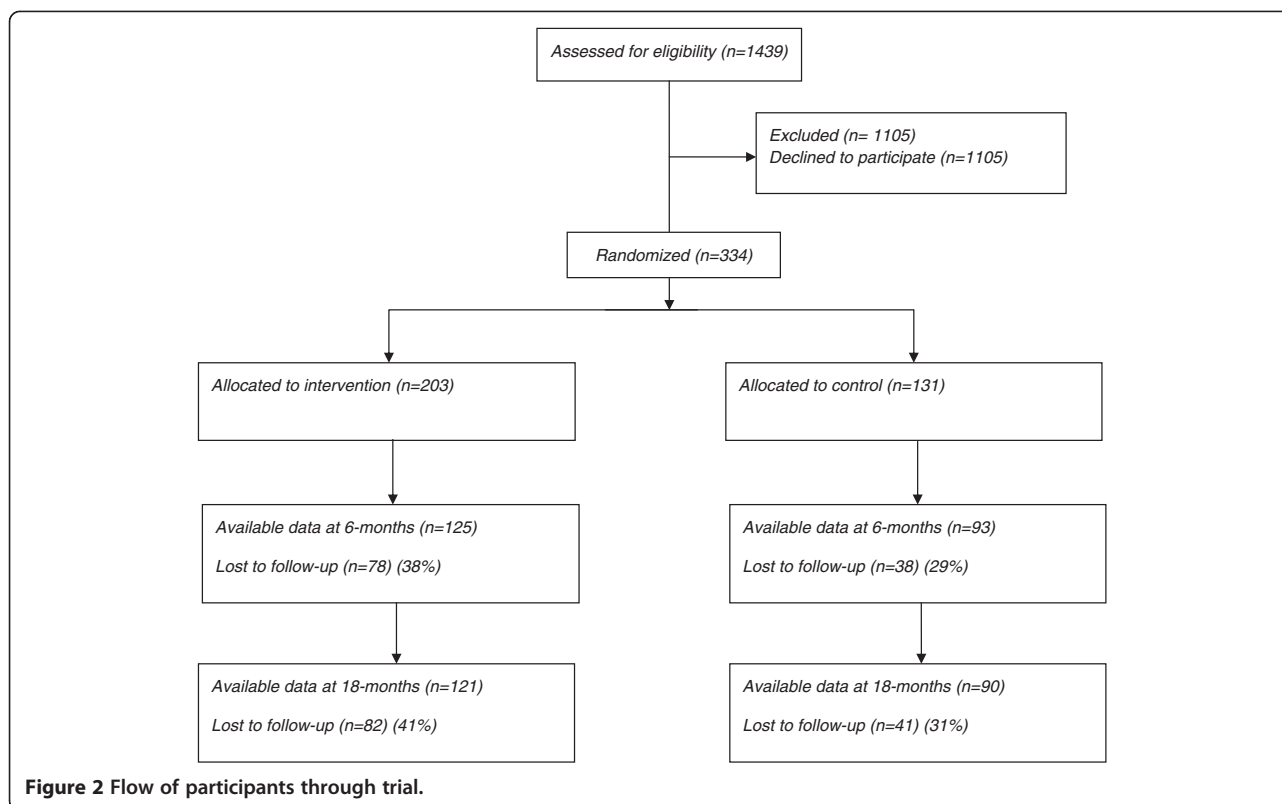 Assessed for eligibility (n=1439)
Excluded (n= 1105)
Declined to participate (n=1105)
Randomized (n=334)
Allocated to intervention (n=203)
Allocated to control (n=131)
Available data at 6-months (n=125)
Lost to follow-up (n=78) (38%)
Available data at 6-months (n=93)
Lost to follow-up (n=38) (29%)
Available data at 18-months (n=121)
Lost to follow-up (n=82) (41%)
Available data at 18-months (n=90)
Lost to follow-up (n=41) (31%)
Figure 2 Flow of participants through trial.